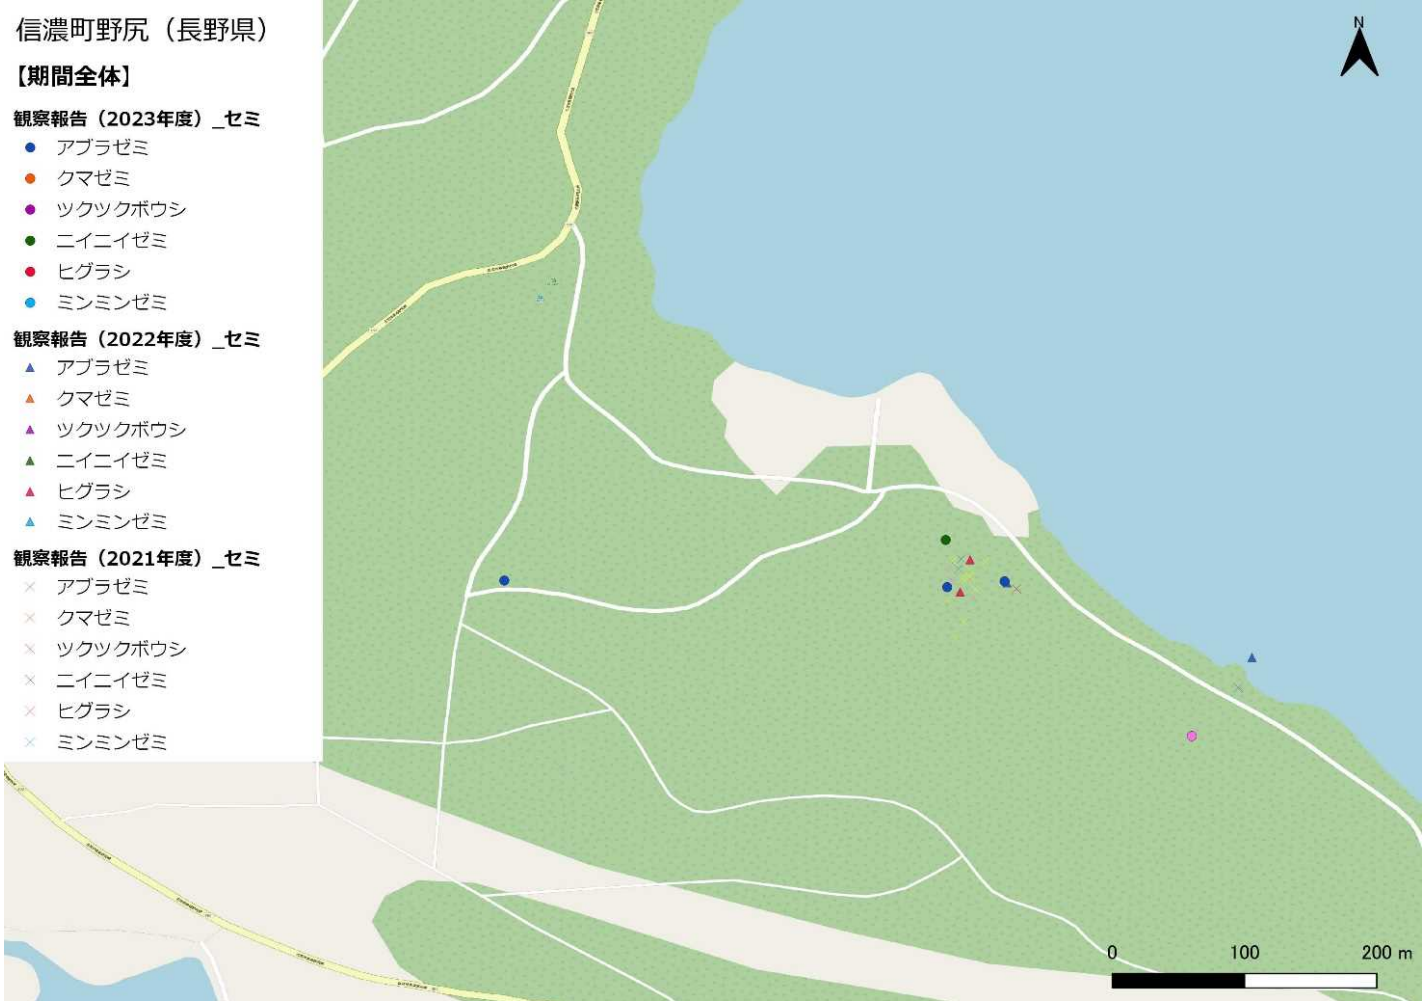 信濃町野尻（長野県）
【期間全体】
観察報告（2023年度）_セミ
アブラゼミ
クマゼミ
ツクツクボウシ
ニイニイゼミ
ヒグラシ
ミンミンゼミ
観察報告（2022年度）_セミ
アブラゼミ
クマゼミ
ツクツクボウシ
ニイニイゼミ
ヒグラシ
ミンミンゼミ
観察報告（2021年度）_セミ
アブラゼミ
クマゼミ
ツクツクボウシ
ニイニイゼミ
ヒグラシ
ミンミンゼミ
N
0 100 200 m